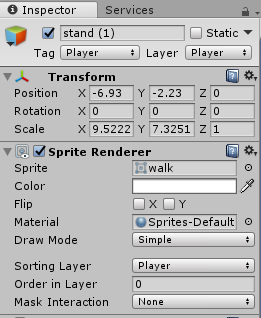 Inspector Services
stand (1) Static
Tag Player Layer Player
Transform
Position X -6.93 Y -2.23 Z 0
Rotation X 0 Y 0 Z 0
Scale X 9.5222 Y 7.3251 Z 1
Sprite Renderer
Sprite walk
Color
Flip X Y
Material Sprites-Default
Draw Mode Simple
Sorting Layer Player
Order in Layer 0
Mask Interaction None